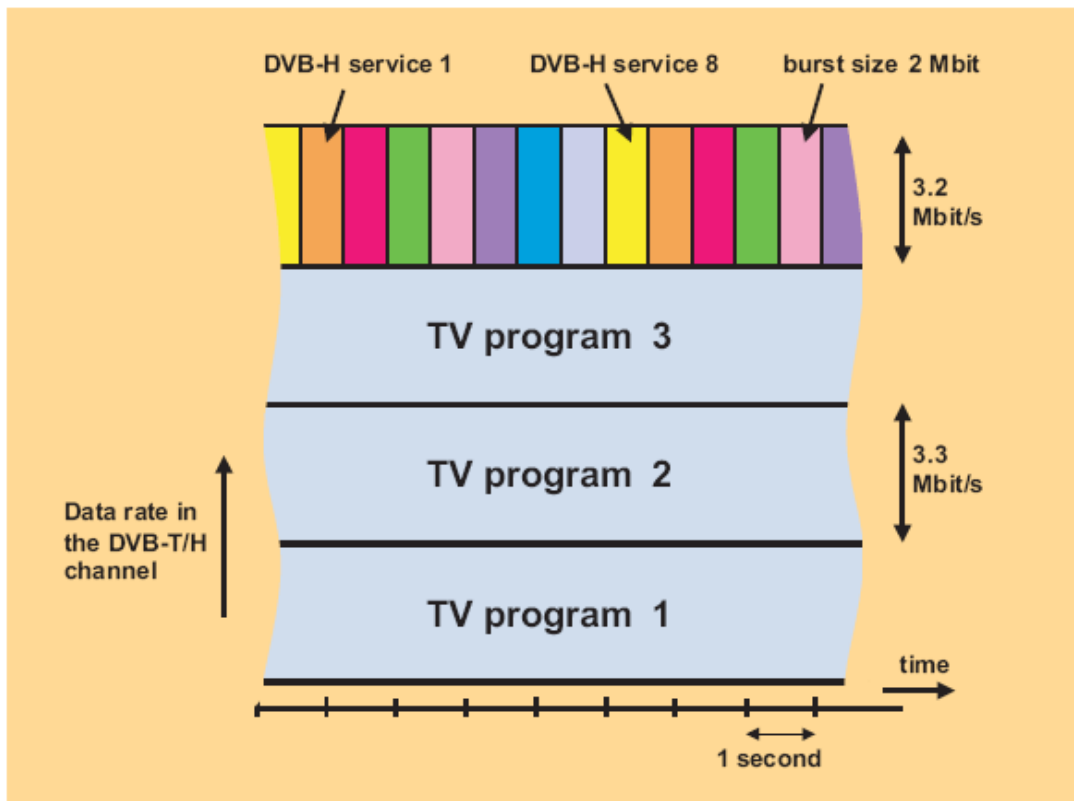 DVB-H service 1
DVB-H service 8
burst size 2 Mbit
3.2
Mbit/s
TV program 3
TV program 2
3.3
Mbit/s
Data rate in
the DVB-T/H
channel
TV program 1
time
1 second